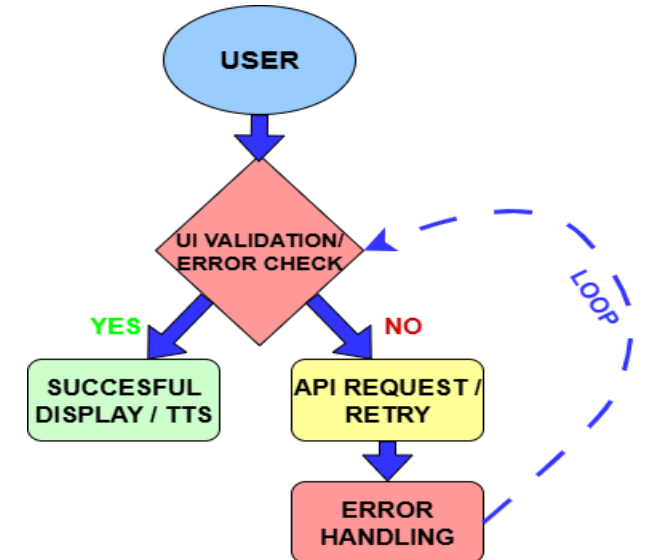 USER
UI VALIDATION/
ERROR CHECK
YES
NO
LOOP
SUCCESFUL
DISPLAY / TTS
API REQUEST /
RETRY
ERROR
HANDLING